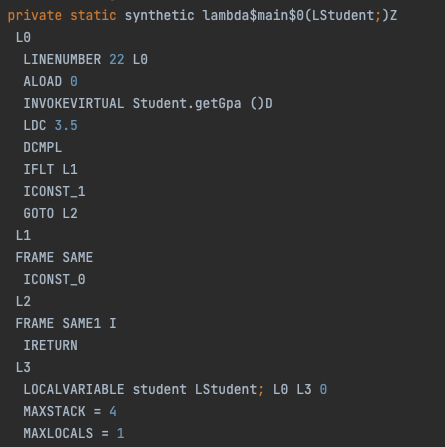 private static synthetic lambda$main$0(LStudent;)Z
L0
LINENUMBER 22 L0
ALOAD 0
INVOKEVIRTUAL Student.getGpa ()D
LDC 3.5
DCMPL
IFLT L1
ICONST_1
GOTO L2
L1
FRAME SAME
ICONST_0
L2
FRAME SAME1 I
IRETURN
L3
LOCALVARIABLE student LStudent; L0 L3 0
MAXSTACK = 4
MAXLOCALS = 1